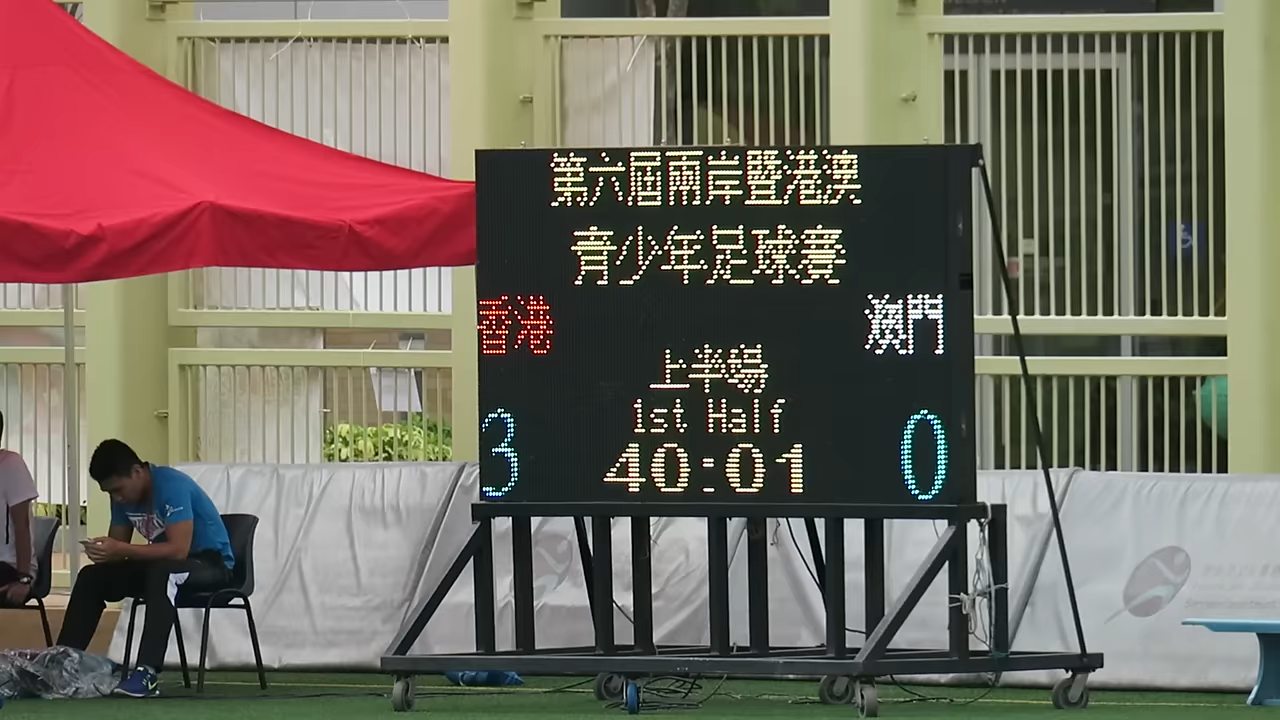 第六屆兩岸暨港澳
青少年足球賽
香港 澳門
上半場
1st Half
3 40:01 0